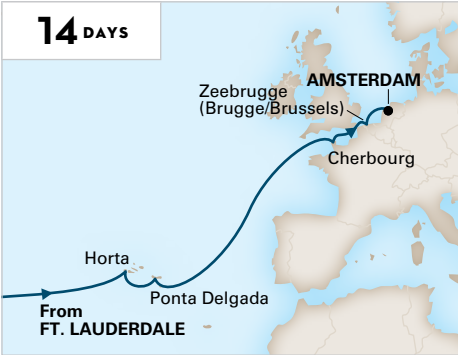 14 DAYS
AMSTERDAM
Zeebrugge
(Brugge/Brussels)
Cherbourg
Horta
Ponta Delgada
From
FT. LAUDERDALE